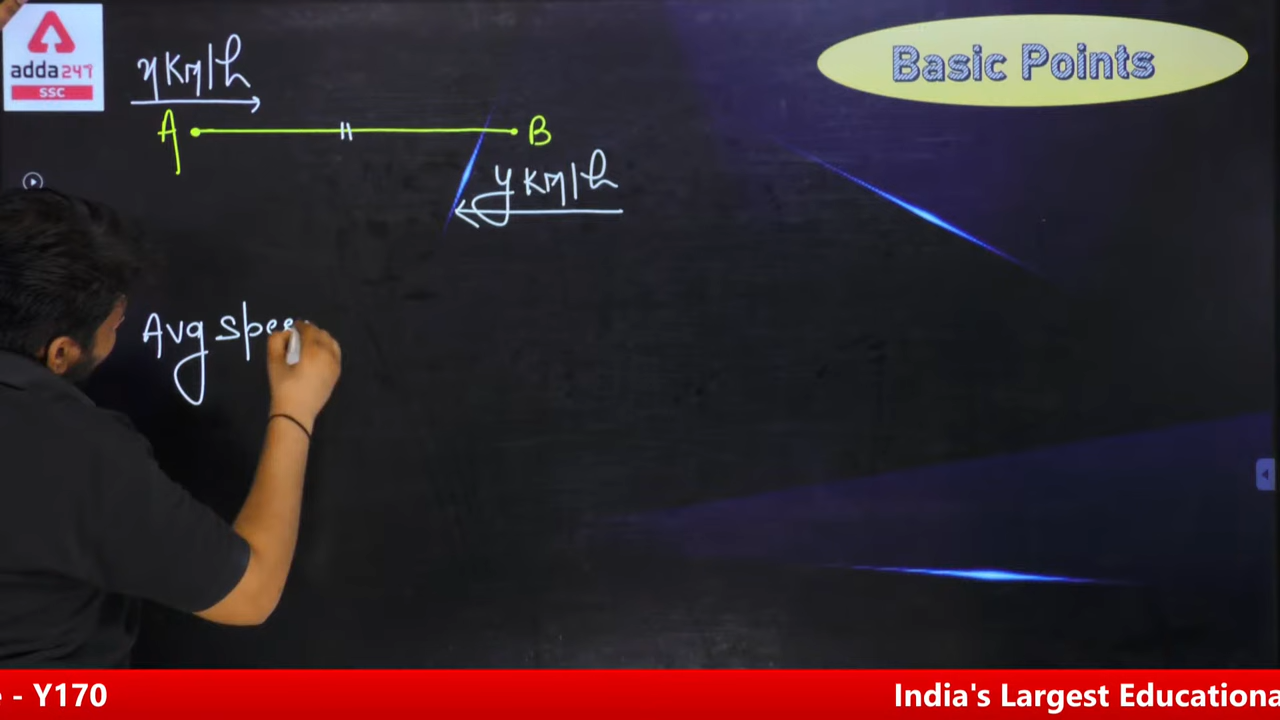 adda247
SSC
x km/h
Basic Points
A
B
y km/h
Avg spee
e - Y170
India's Largest Educationa